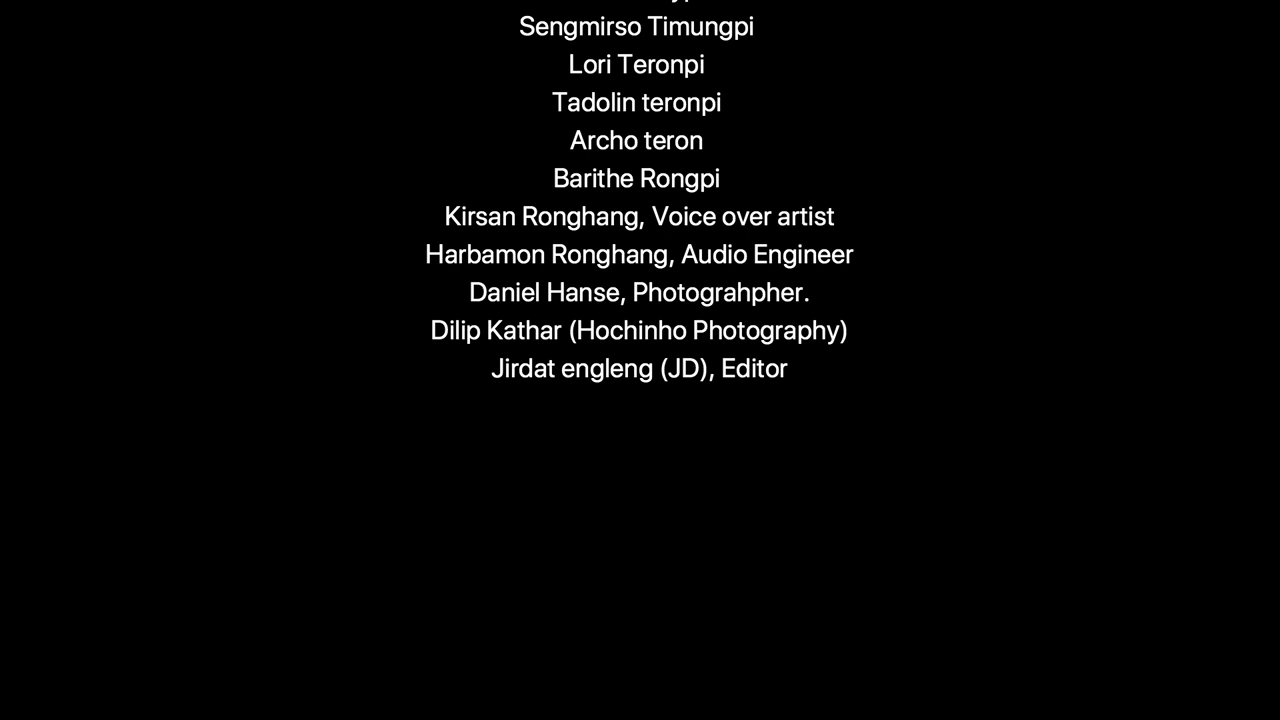 Sengmirso Timungpi
Lori Teronpi
Tadolin teronpi
Archo teron
Barithe Rongpi
Kirsan Ronghang, Voice over artist
Harbamon Ronghang, Audio Engineer
Daniel Hanse, Photograhpher.
Dilip Kathar (Hochinho Photography)
Jirdat engleng (JD), Editor